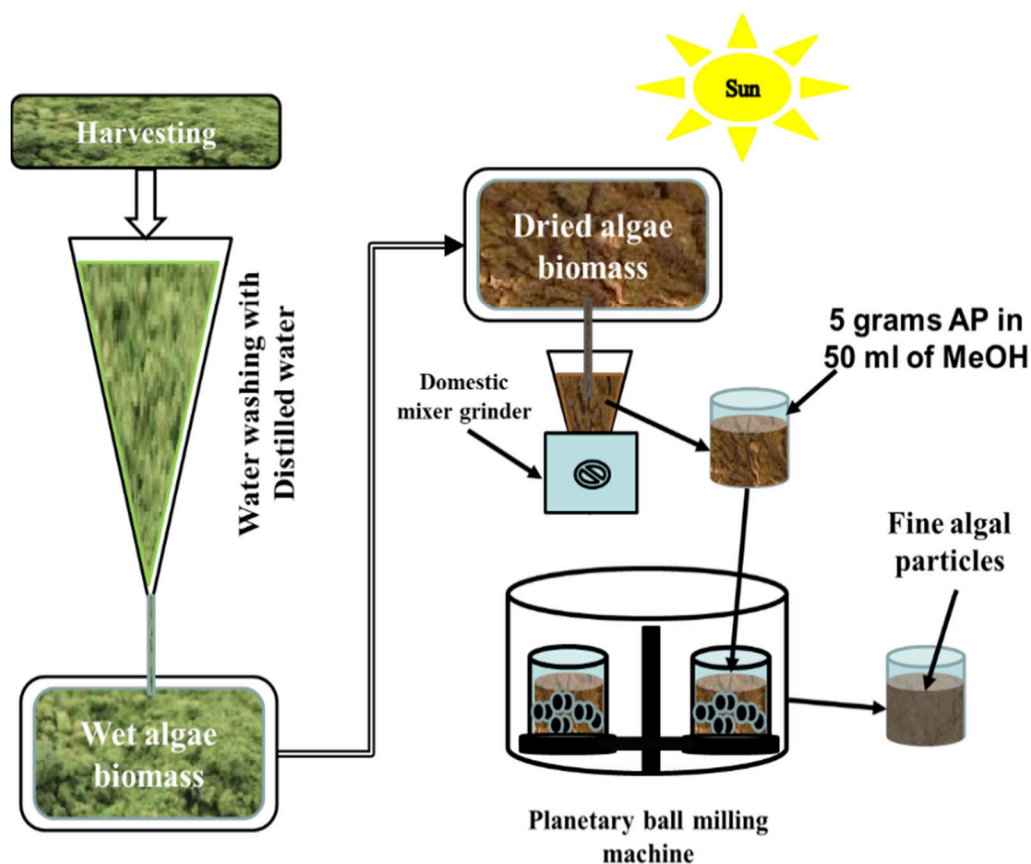 Harvesting
Water washing with
Distilled water
Wet algae
biomass
Sun
Dried algae
biomass
Domestic
mixer grinder
5 grams AP in
50 ml of MeOH
Planetary ball milling
machine
Fine algal
particles